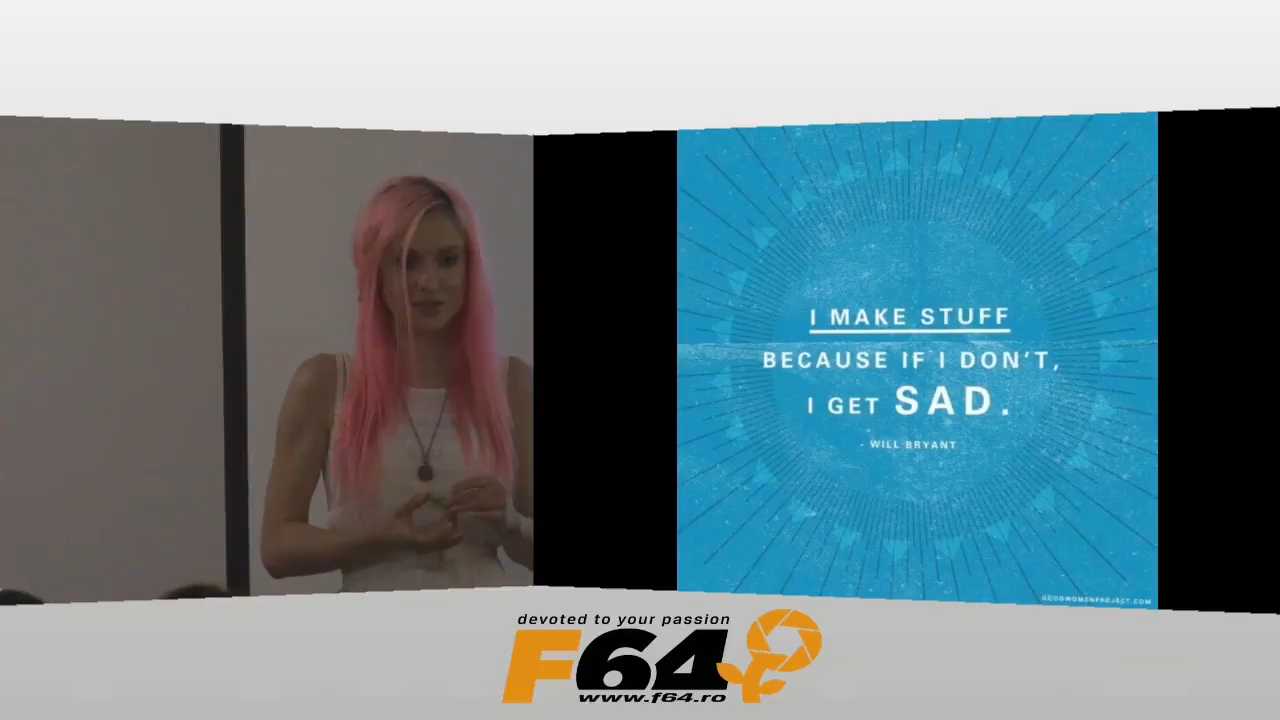 I MAKE STUFF
BECAUSE IF I DON'T,
I GET SAD.
- WILL BRYANT
GOODWOMENPROJECT.COM
devoted to your passion
F64
www.f64.ro